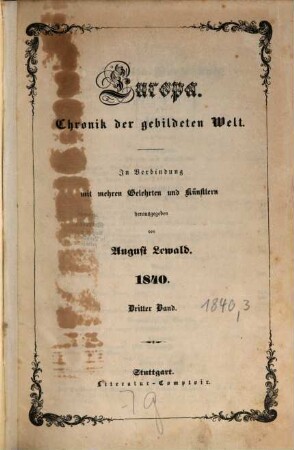 Europa.
Chronik der gebildeten Welt.
In Verbindung
mit mehren Gelehrten und Künstlern
herausgegeben
von
August Lewald.
1840.
Dritter Band.
1840,3
Stuttgart.
Literatur-Comptoir.